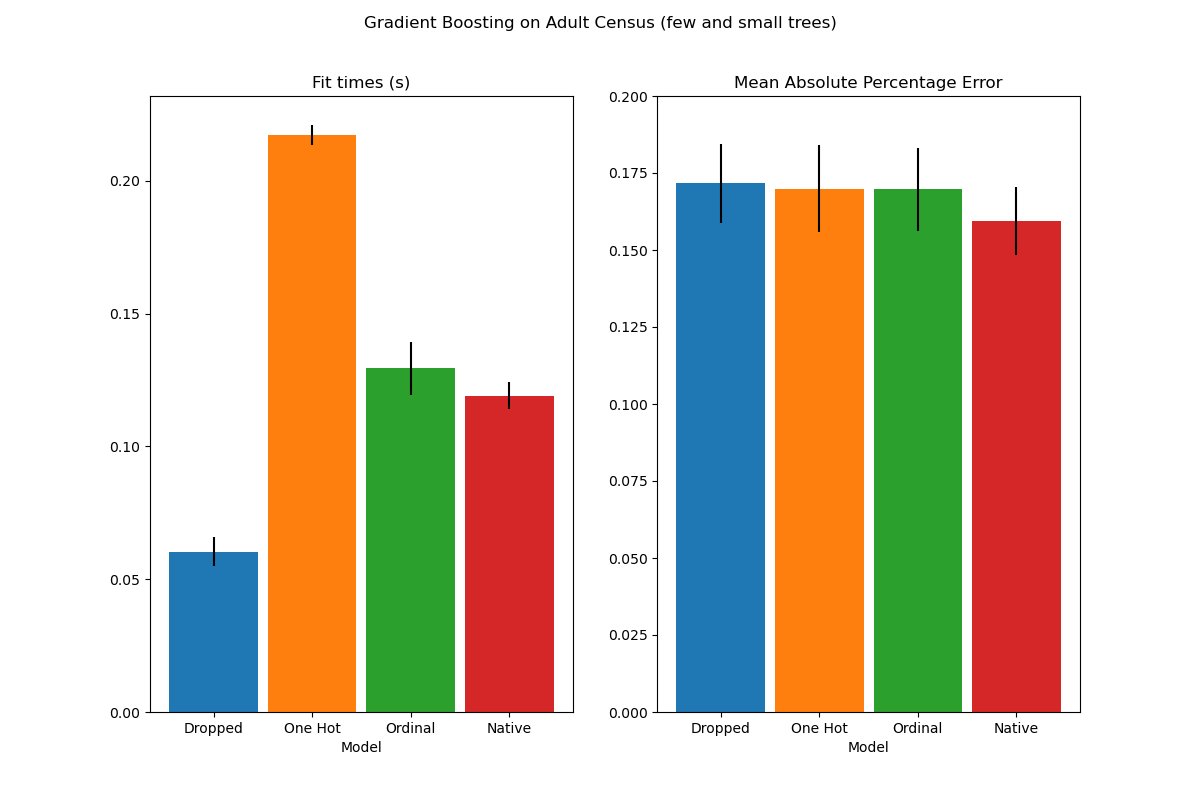 Gradient Boosting on Adult Census (few and small trees)
Fit times (s)
0.20
0.15
0.10
0.05
0.00
Dropped One Hot Ordinal Native
Model
Mean Absolute Percentage Error
0.200
0.175
0.150
0.125
0.100
0.075
0.050
0.025
0.000
Dropped One Hot Ordinal Native
Model